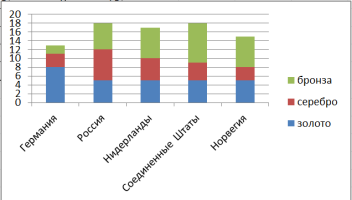 20
18
16
14
12
10
8
6
4
2
0
Германия
Россия
Нидерланды
Соединенные Штаты
Норвегия
бронза
серебро
золото